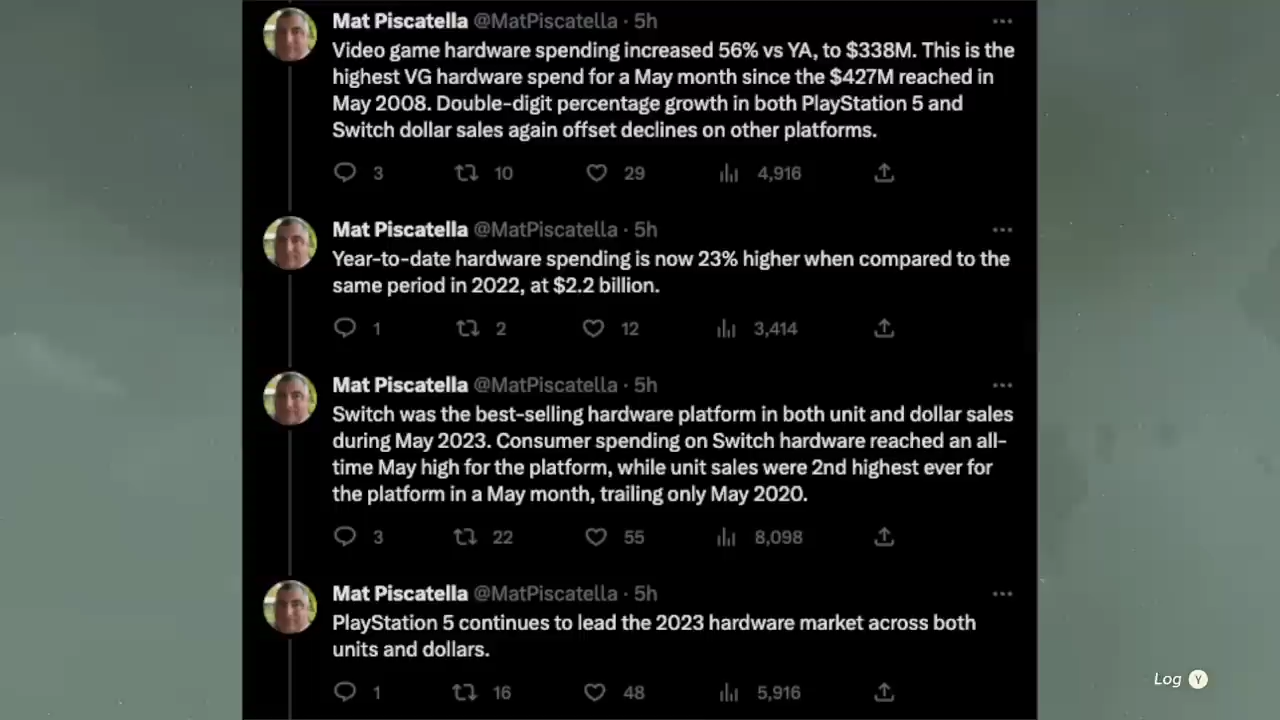 Mat Piscatella @MatPiscatella · 5h
Video game hardware spending increased 56% vs YA, to $338M. This is the
highest VG hardware spend for a May month since the $427M reached in
May 2008. Double-digit percentage growth in both PlayStation 5 and
Switch dollar sales again offset declines on other platforms.
3 10 29 4,916
Mat Piscatella @MatPiscatella · 5h
Year-to-date hardware spending is now 23% higher when compared to the
same period in 2022, at $2.2 billion.
1 2 12 3,414
Mat Piscatella @MatPiscatella · 5h
Switch was the best-selling hardware platform in both unit and dollar sales
during May 2023. Consumer spending on Switch hardware reached an all-
time May high for the platform, while unit sales were 2nd highest ever for
the platform in a May month, trailing only May 2020.
3 22 55 8,098
Mat Piscatella @MatPiscatella · 5h
PlayStation 5 continues to lead the 2023 hardware market across both
units and dollars.
1 16 48 5,916
Log Y